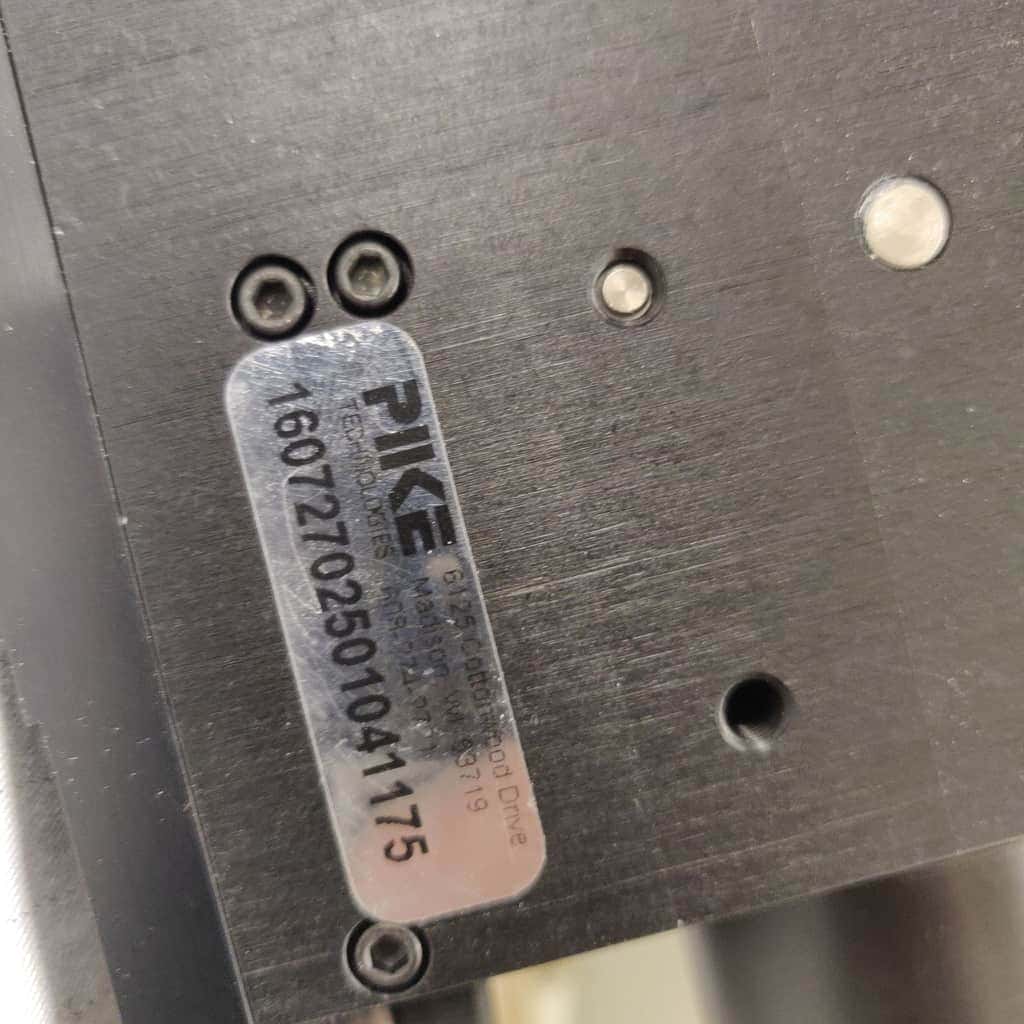 PIKE
TECHNOLOGIES
6125 Cottonwood Drive
Madison, WI 53719
16072702501041175